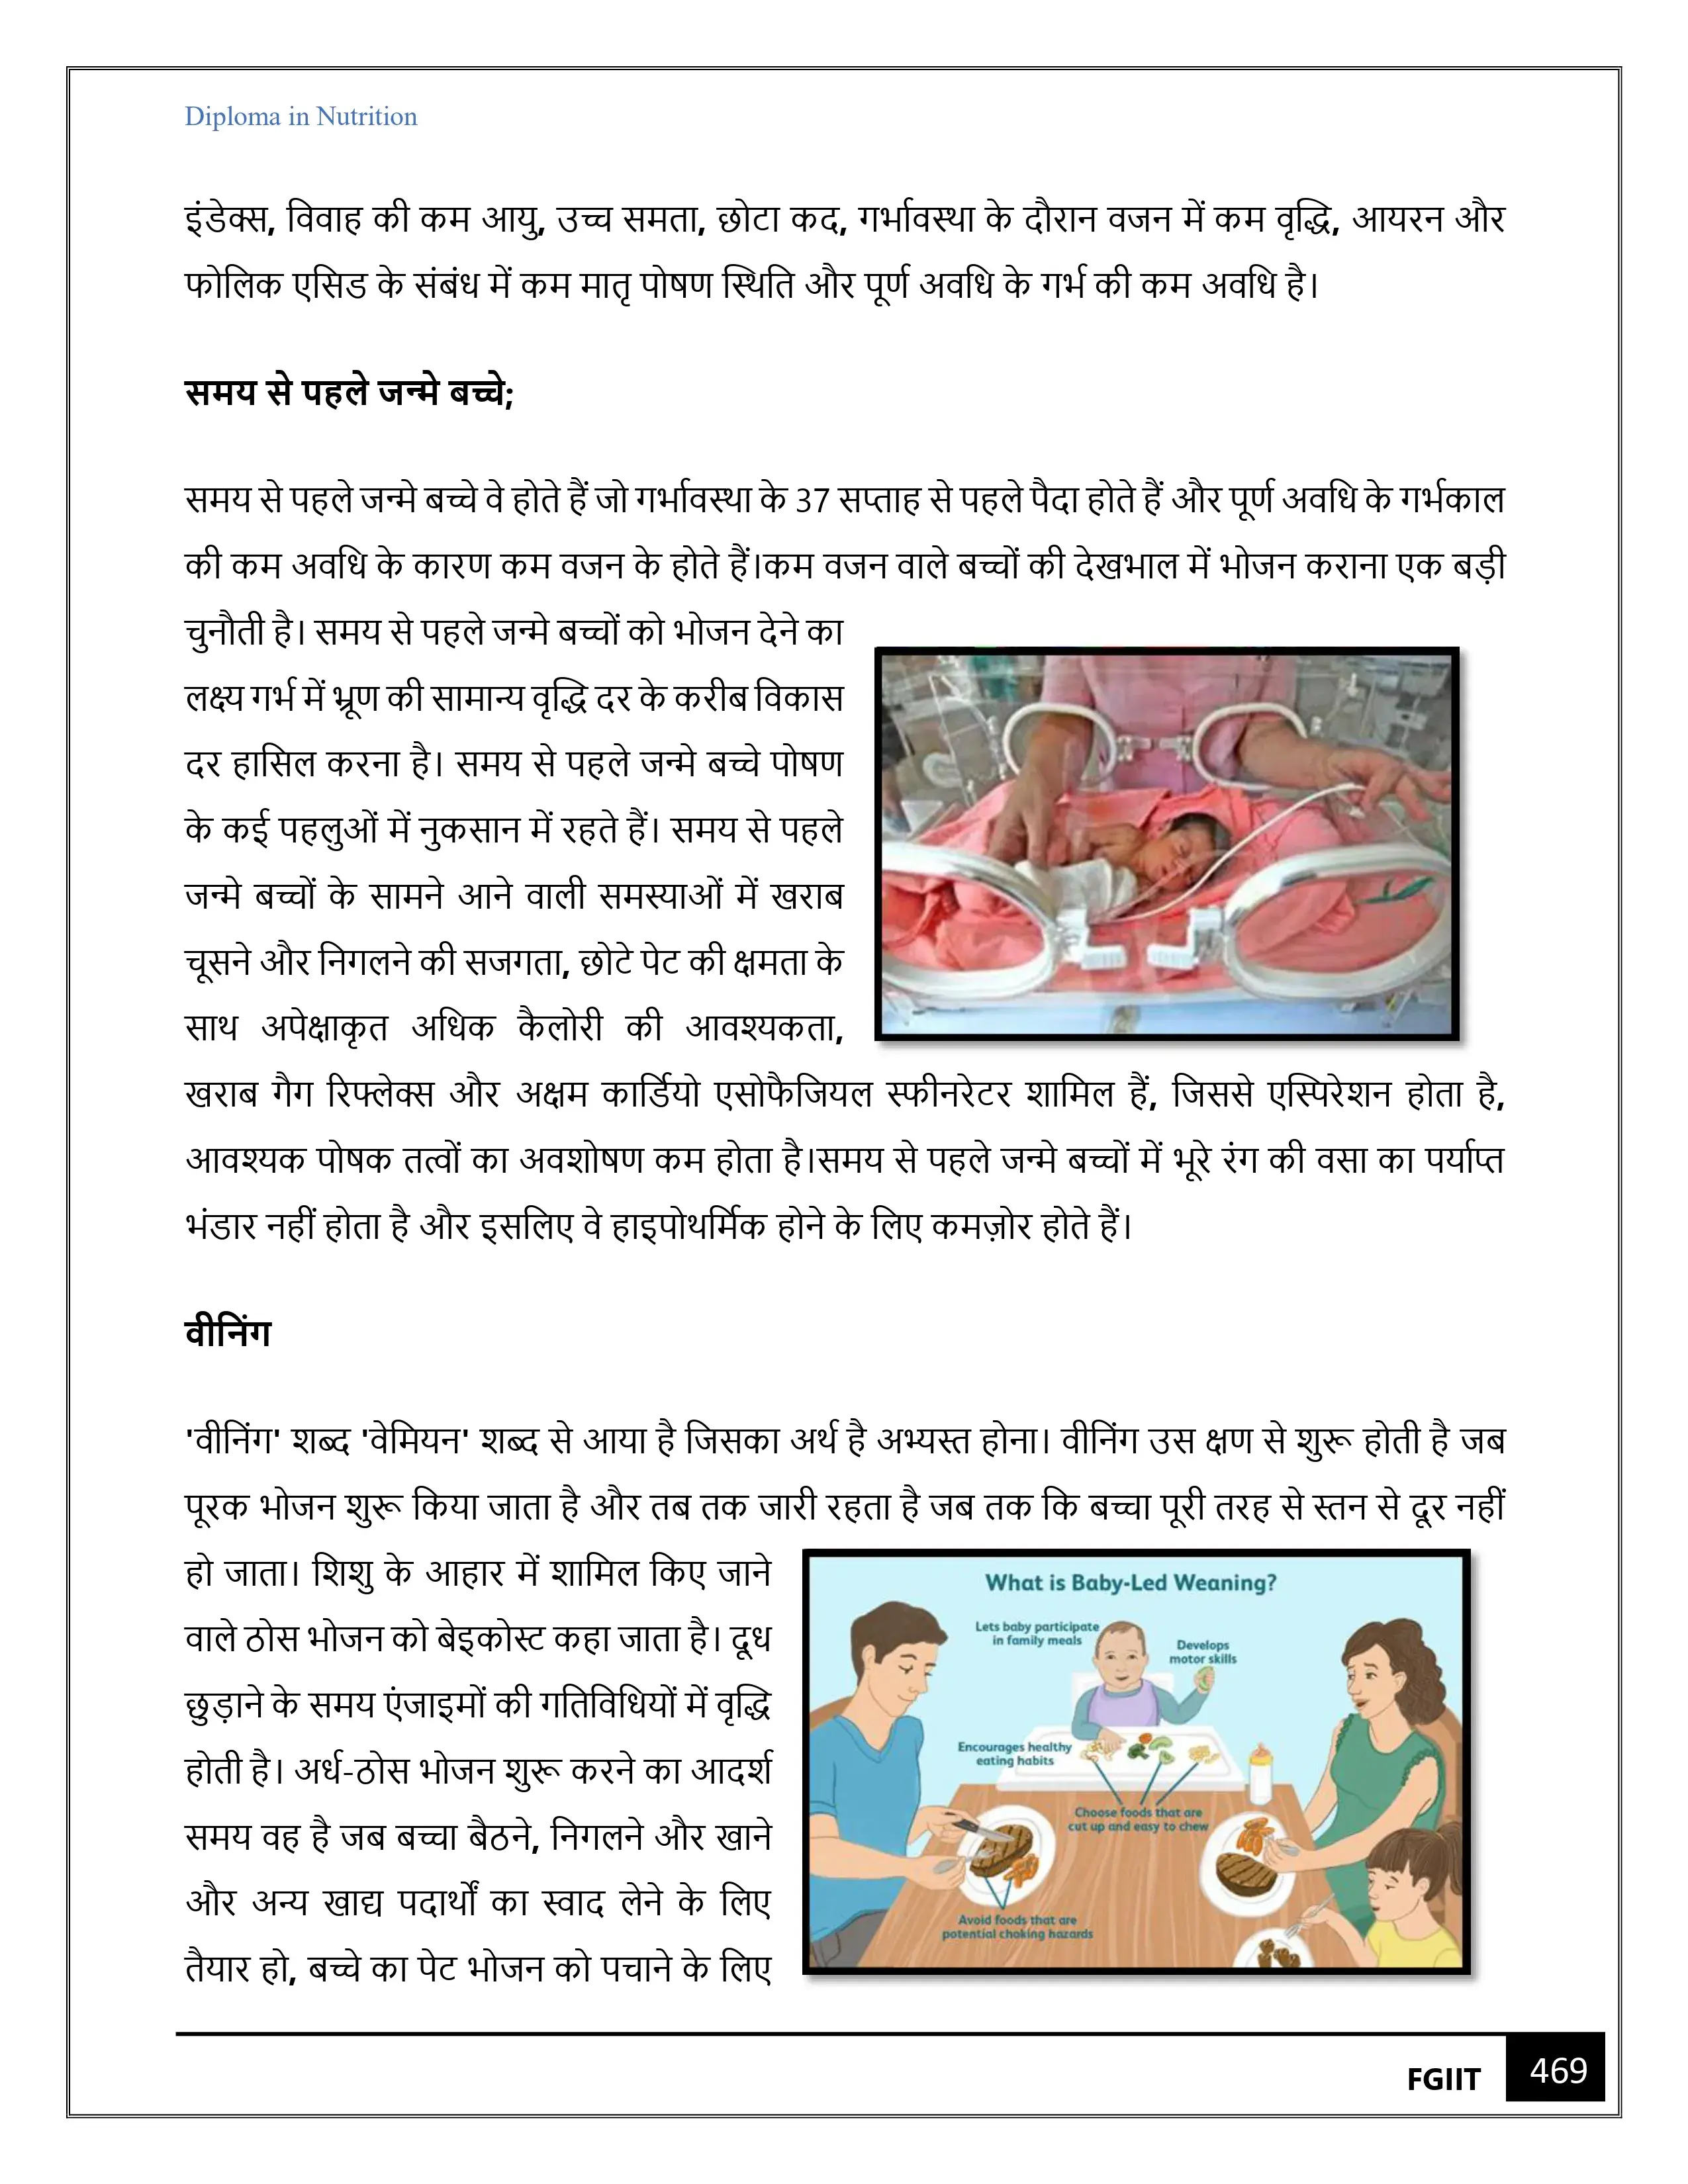 Diploma in Nutrition
इंडेक्स, विवाह की कम आयु, उच्च समता, छोटा कद, गर्भावस्था के दौरान वजन में कम वृद्धि, आयरन और
फोलिक एसिड के संबंध में कम मातृ पोषण स्थिति और पूर्ण अवधि के गर्भ की कम अवधि है।
समय से पहले जन्मे बच्चे;
समय से पहले जन्मे बच्चे वे होते हैं जो गर्भावस्था के 37 सप्ताह से पहले पैदा होते हैं और पूर्ण अवधि के गर्भकाल
की कम अवधि के कारण कम वजन के होते हैं।कम वजन वाले बच्चों की देखभाल में भोजन कराना एक बड़ी
चुनौती है। समय से पहले जन्मे बच्चों को भोजन देने का
लक्ष्य गर्भ में भ्रूण की सामान्य वृद्धि दर के करीब विकास
दर हासिल करना है। समय से पहले जन्मे बच्चे पोषण
के कई पहलुओं में नुकसान में रहते हैं। समय से पहले
जन्मे बच्चों के सामने आने वाली समस्याओं में खराब
चूसने और निगलने की सजगता, छोटे पेट की क्षमता के
साथ अपेक्षाकृत अधिक कैलोरी की आवश्यकता,
खराब गैग रिफ्लेक्स और अक्षम कार्डियो एसोफैजियल स्फीनरेटर शामिल हैं, जिससे एस्पिरेशन होता है,
आवश्यक पोषक तत्वों का अवशोषण कम होता है।समय से पहले जन्मे बच्चों में भूरे रंग की वसा का पर्याप्त
भंडार नहीं होता है और इसलिए वे हाइपोथर्मिक होने के लिए कमज़ोर होते हैं।
वीनिंग
'वीनिंग' शब्द 'वेमियन' शब्द से आया है जिसका अर्थ है अभ्यस्त होना। वीनिंग उस क्षण से शुरू होती है जब
पूरक भोजन शुरू किया जाता है और तब तक जारी रहता है जब तक कि बच्चा पूरी तरह से स्तन से दूर नहीं
हो जाता। शिशु के आहार में शामिल किए जाने
वाले ठोस भोजन को बेइकोस्ट कहा जाता है। दूध
छुड़ाने के समय एंजाइमों की गतिविधियों में वृद्धि
होती है। अर्ध-ठोस भोजन शुरू करने का आदर्श
समय वह है जब बच्चा बैठने, निगलने और खाने
और अन्य खाद्य पदार्थों का स्वाद लेने के लिए
तैयार हो, बच्चे का पेट भोजन को पचाने के लिए
What is Baby-Led Weaning?
Lets baby participate
in family meals
Develops
motor skills
Encourages healthy
eating habits
Choose foods that are
cut up and easy to chew
Avoid foods that are
potential choking hazards
FGIIT
469